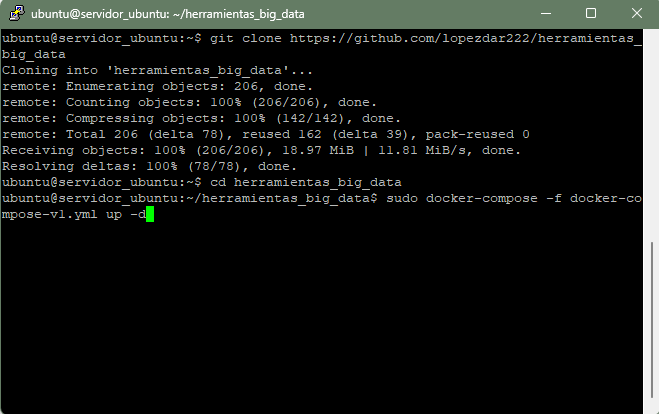 ubuntu@servidor_ubuntu: ~/herramientas_big_data
ubuntu@servidor_ubuntu:~$ git clone https://github.com/lopezdar222/herramientas_
big_data
Cloning into 'herramientas_big_data'...
remote: Enumerating objects: 206, done.
remote: Counting objects: 100% (206/206), done.
remote: Compressing objects: 100% (142/142), done.
remote: Total 206 (delta 78), reused 162 (delta 39), pack-reused 0
Receiving objects: 100% (206/206), 18.97 MiB | 11.81 MiB/s, done.
Resolving deltas: 100% (78/78), done.
ubuntu@servidor_ubuntu:~$ cd herramientas_big_data
ubuntu@servidor_ubuntu:~/herramientas_big_data$ sudo docker-compose -f docker-co
mpose-v1.yml up -d